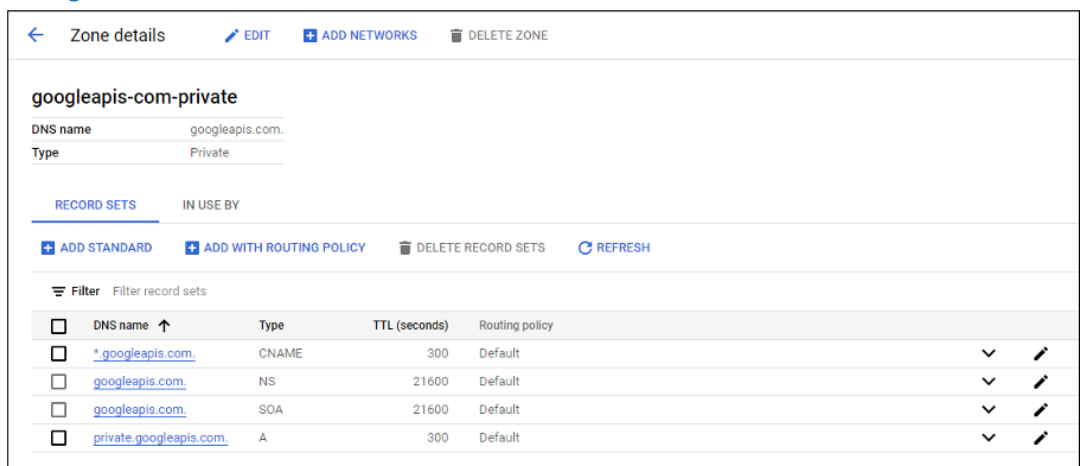 Zone details EDIT ADD NETWORKS DELETE ZONE
googleapis-com-private
DNS name googleapis.com.
Type Private
RECORD SETS IN USE BY
ADD STANDARD ADD WITH ROUTING POLICY DELETE RECORD SETS REFRESH
Filter Filter record sets
DNS name Type TTL (seconds) Routing policy
*.googleapis.com. CNAME 300 Default
googleapis.com. NS 21600 Default
googleapis.com. SOA 21600 Default
private.googleapis.com. A 300 Default